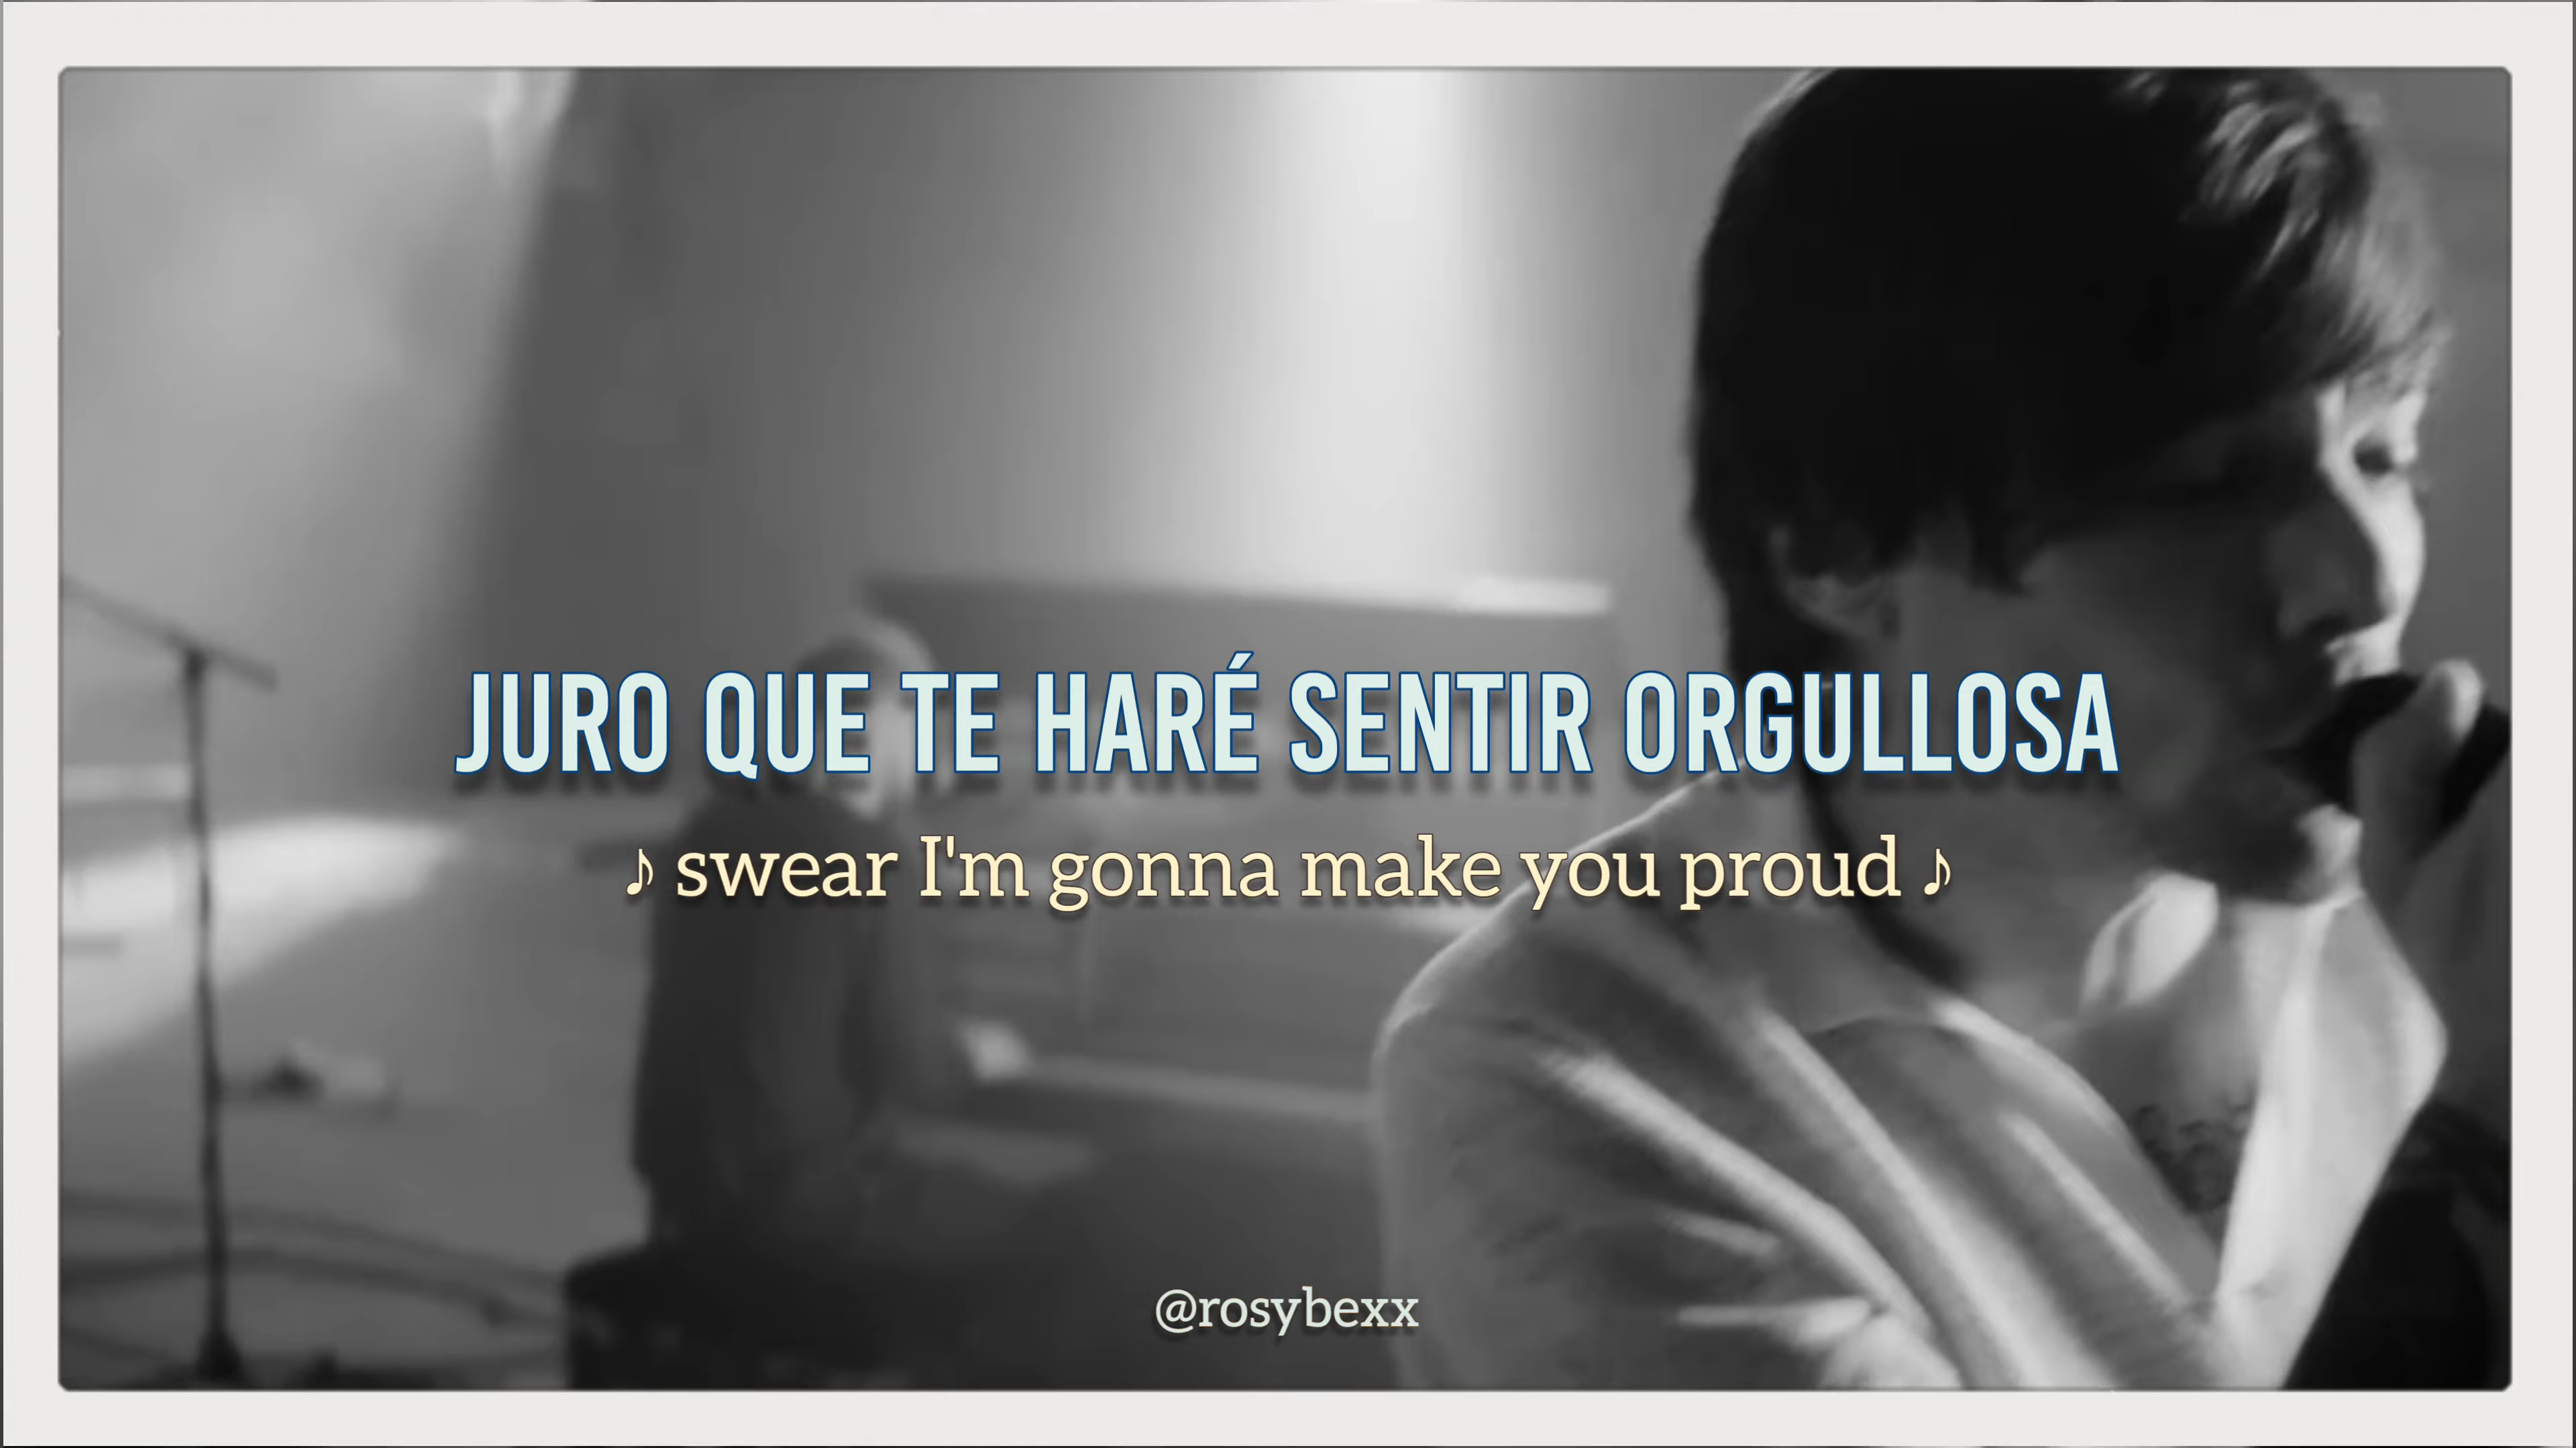 JURO QUE TE HARÉ SENTIR ORGULLOSA
♪ swear I'm gonna make you proud ♪
@rosybexx